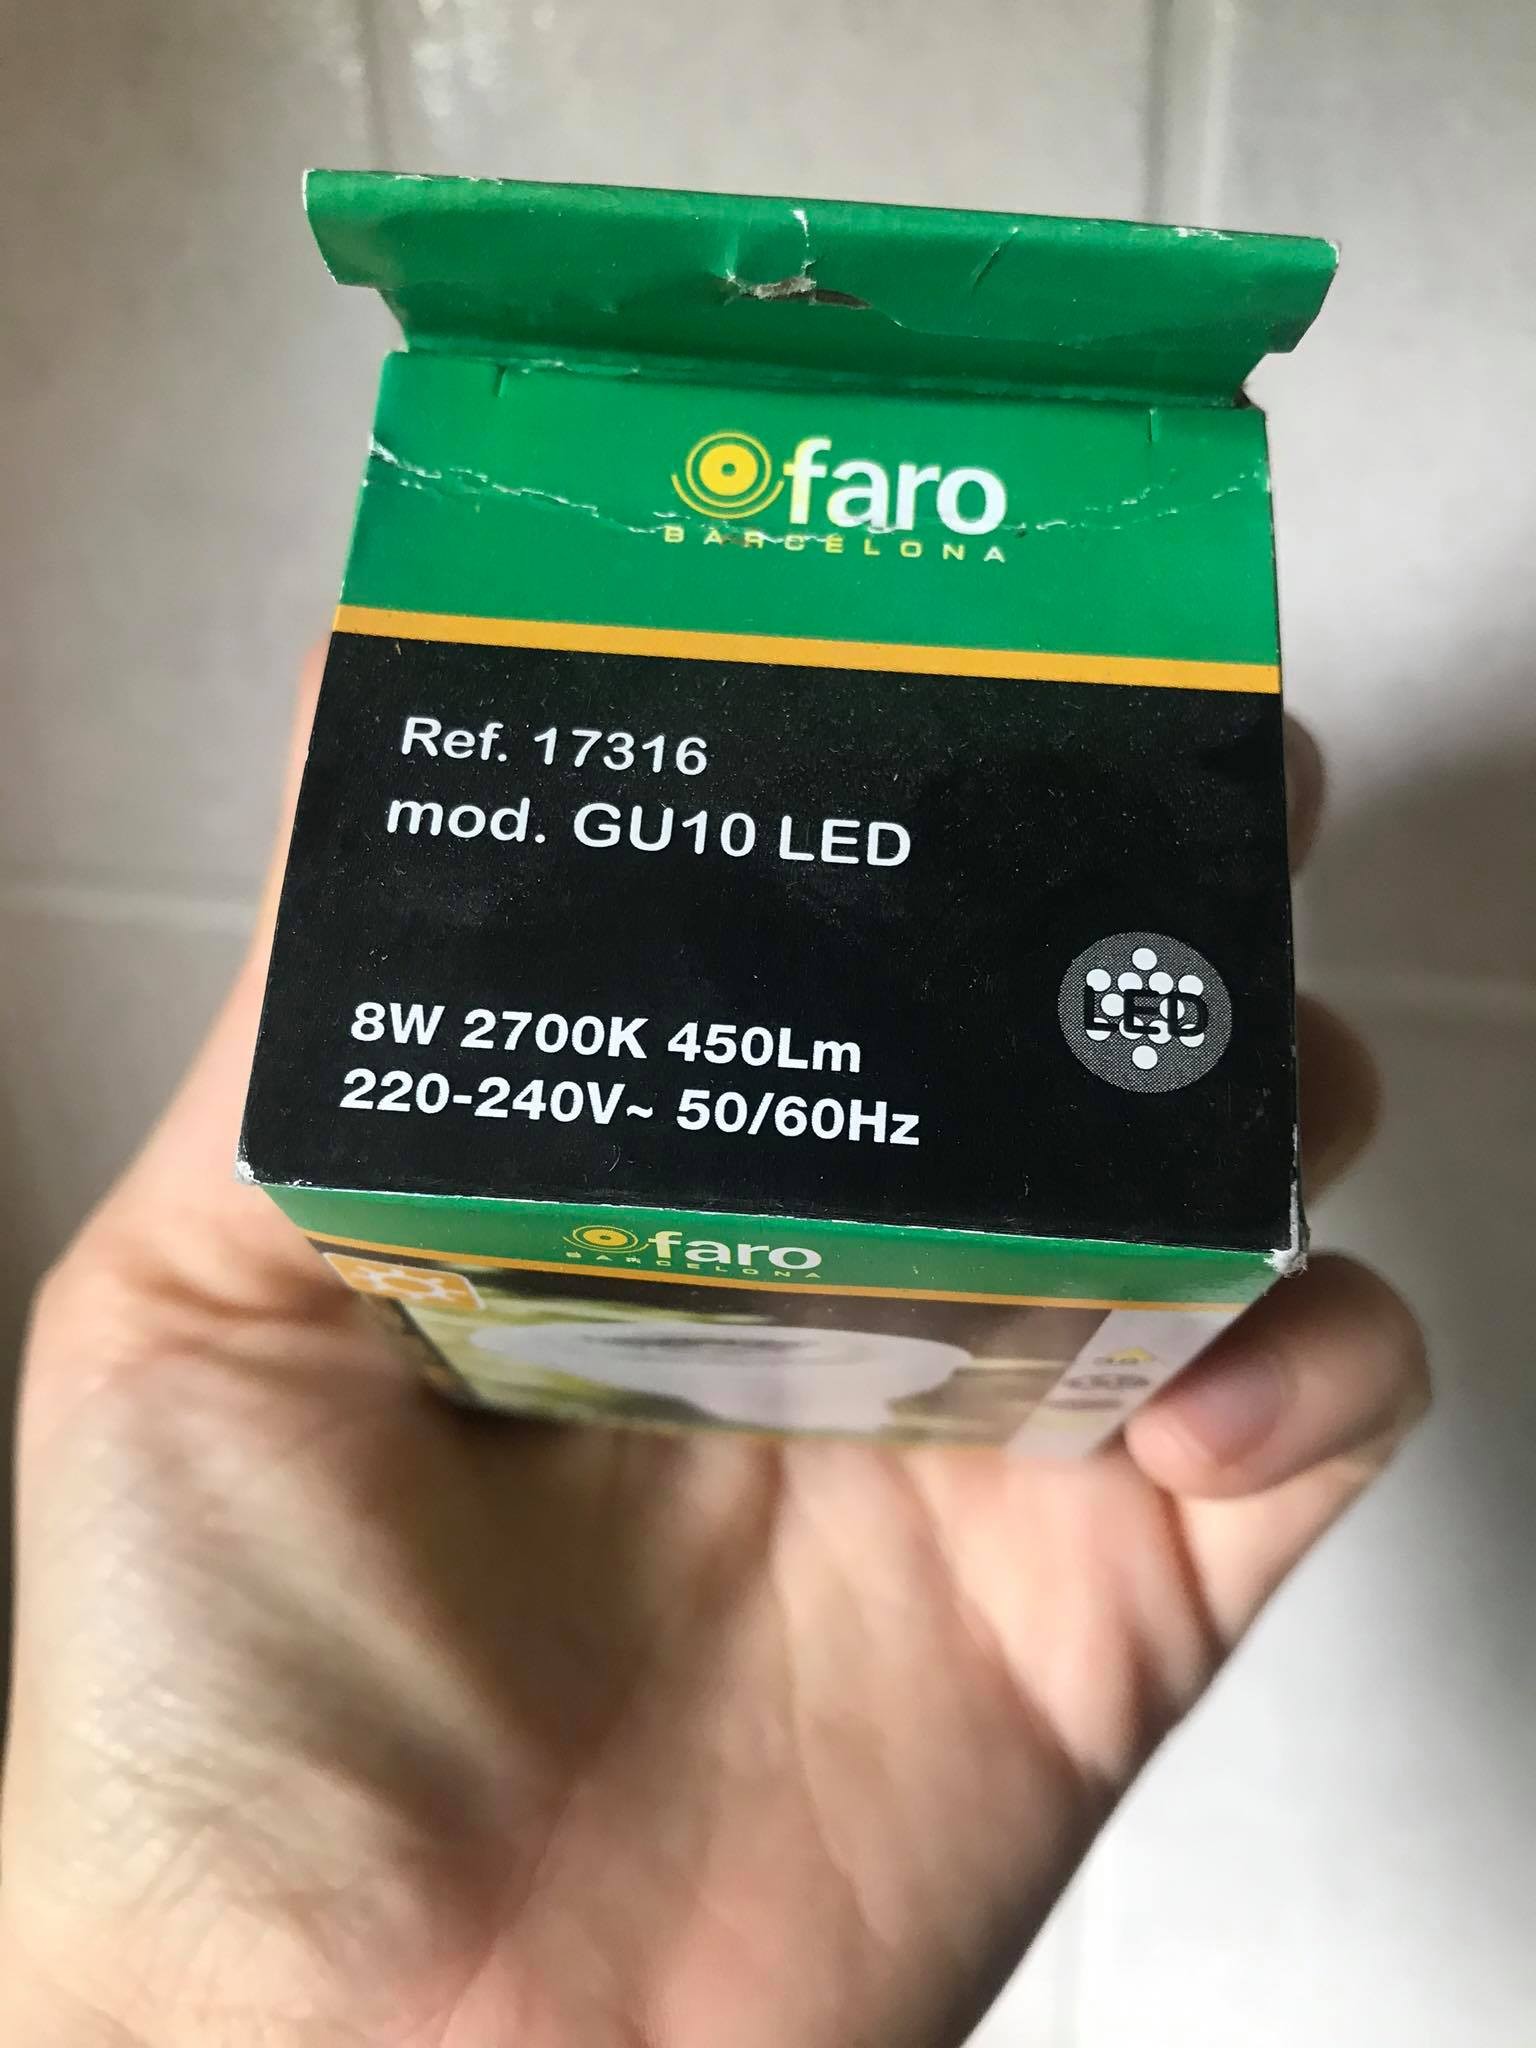 faro
BARCELONA
Ref. 17316
mod. GU10 LED
LED
8W 2700K 450Lm
220-240V~ 50/60Hz
faro
BARCELONA